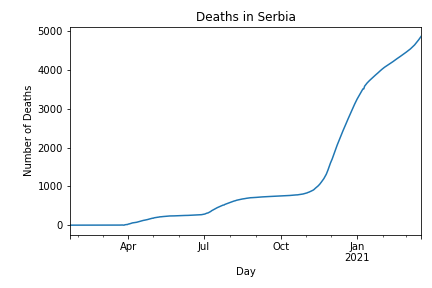 Deaths in Serbia
Number of Deaths
5000
4000
3000
2000
1000
0
Apr
Jul
Oct
Jan
2021
Day